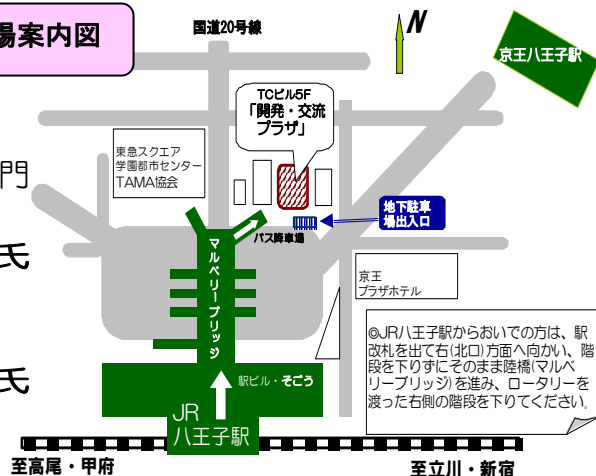 場案内図
国道20号線
N
京王八王子駅
TCビル5F
「開発・交流
プラザ」
東急スクエア
学園都市センター
TAMA協会
門
地下駐車
場出入口
氏
バス降車場
マルベリーブリッジ
京王
プラザホテル
◎JR八王子駅からおいでの方は、駅
改札を出て右(北口)方面へ向かい、階
段を下りずにそのまま陸橋(マルベ
リーブリッジ)を進み、ロータリーを
渡った右側の階段を下りてください。
氏
駅ビル・そごう
JR
八王子駅
至高尾・甲府
至立川・新宿